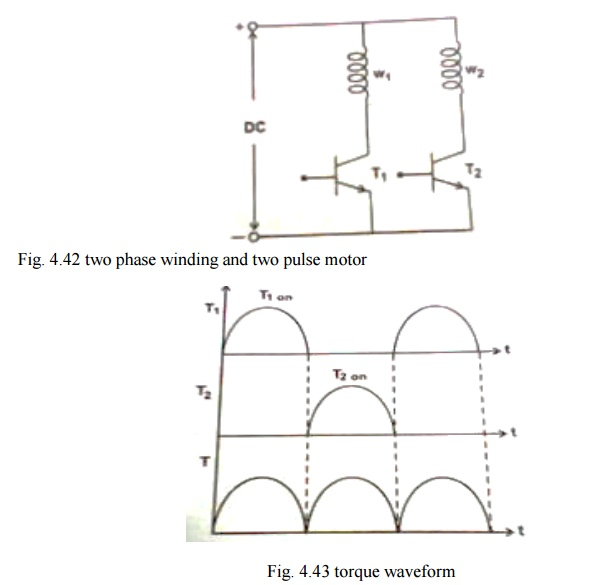 +
W₁
W₂
DC
T₁
T₂
−
Fig. 4.42 two phase winding and two pulse motor
T₁
T₁ on
t
T₂
T₂ on
t
T
t
Fig. 4.43 torque waveform